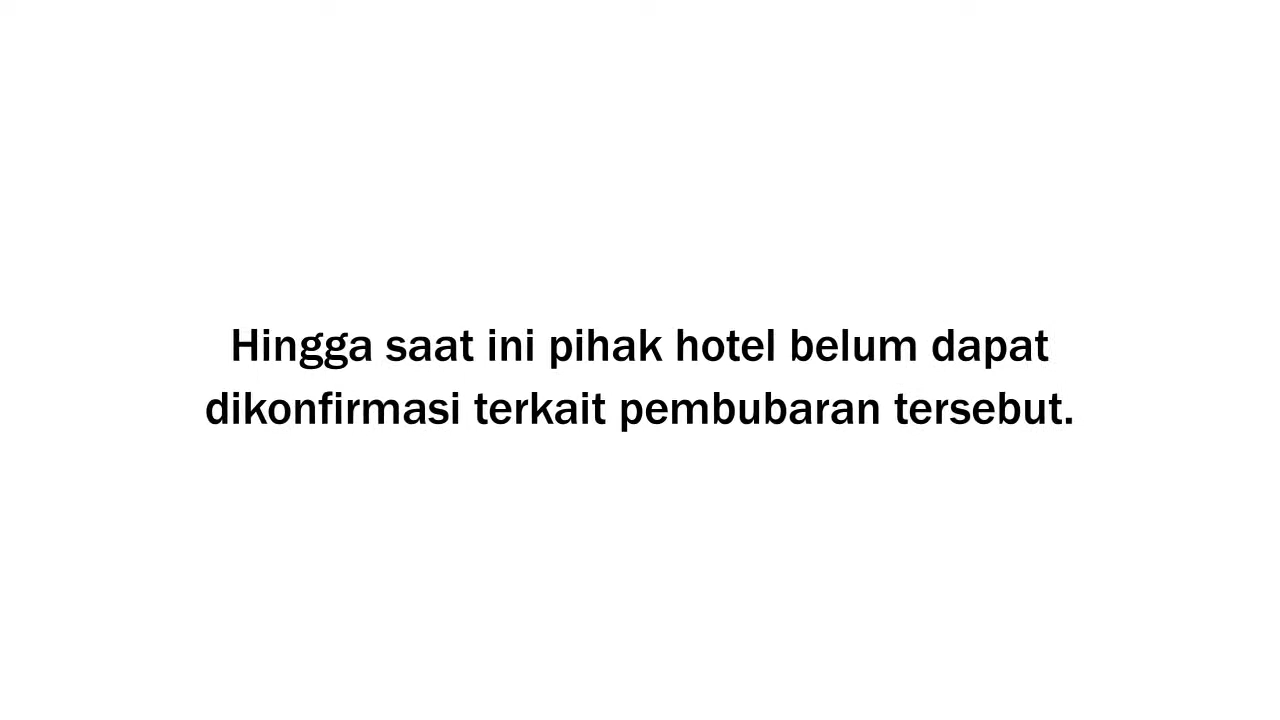 Hingga saat ini pihak hotel belum dapat
dikonfirmasi terkait pembubaran tersebut.